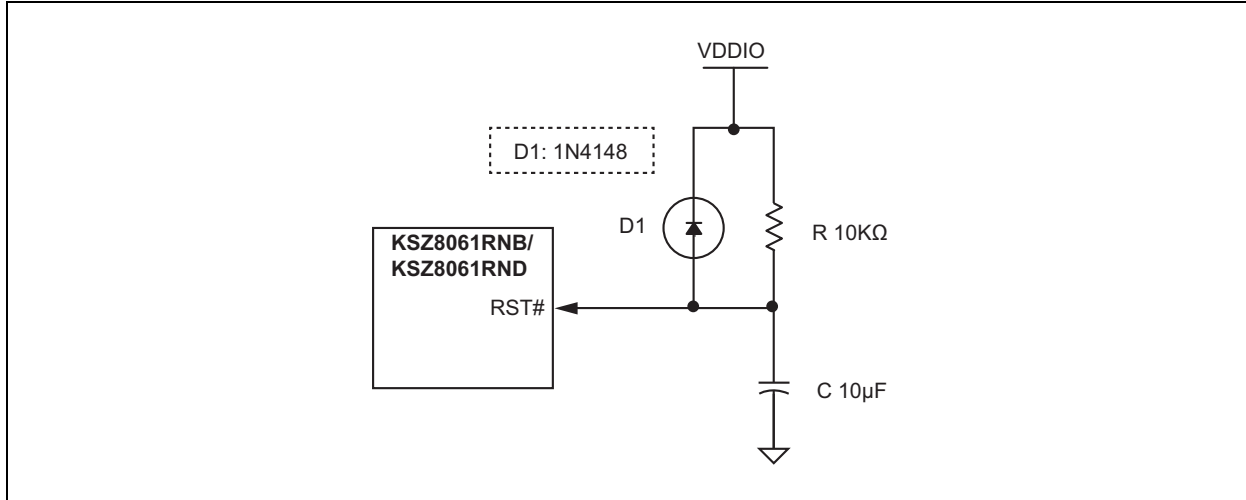 VDDIO
D1: 1N4148
D1
R 10KΩ
KSZ8061RNB/
KSZ8061RND
RST#
C 10µF